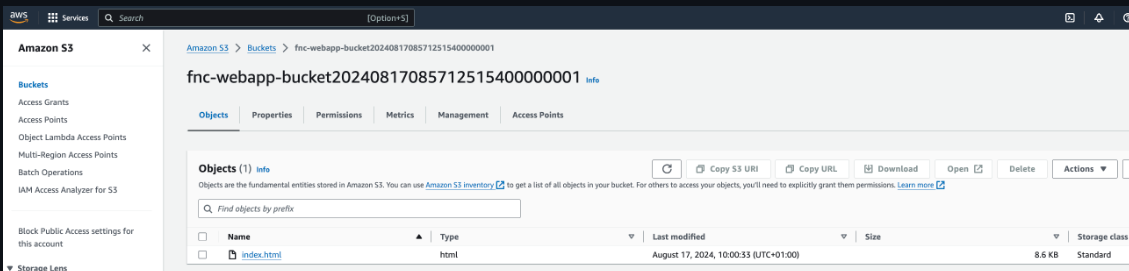 aws Services Search [Option+S]
Amazon S3
Amazon S3 > Buckets > fnc-webapp-bucket20240817085712515400000001
fnc-webapp-bucket20240817085712515400000001 Info
Buckets
Access Grants
Access Points
Object Lambda Access Points
Multi-Region Access Points
Batch Operations
IAM Access Analyzer for S3
Block Public Access settings for
this account
Storage Lens
Objects Properties Permissions Metrics Management Access Points
Objects (1) Info
Copy S3 URI Copy URL Download Open Delete Actions
Objects are the fundamental entities stored in Amazon S3. You can use Amazon S3 inventory to get a list of all objects in your bucket. For others to access your objects, you'll need to explicitly grant them permissions. Learn more
Find objects by prefix
Name Type Last modified Size Storage class
index.html html August 17, 2024, 10:00:33 (UTC+01:00) 8.6 KB Standard